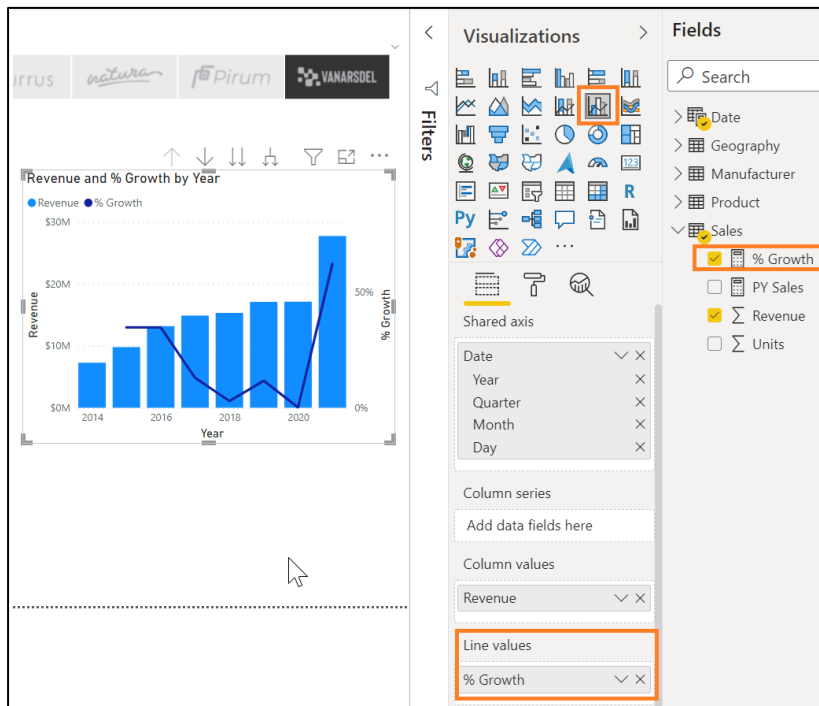 urrus
natura
Pirum
VANARSDEL
Revenue and % Growth by Year
Revenue % Growth
$30M
$20M
$10M
$0M
Revenue
50%
0%
% Growth
2014 2016 2018 2020
Year
Filters
Visualizations
123
R
Py
Shared axis
Date
Year
Quarter
Month
Day
Column series
Add data fields here
Column values
Revenue
Line values
% Growth
Fields
Search
Date
Geography
Manufacturer
Product
Sales
% Growth
PY Sales
Revenue
Units